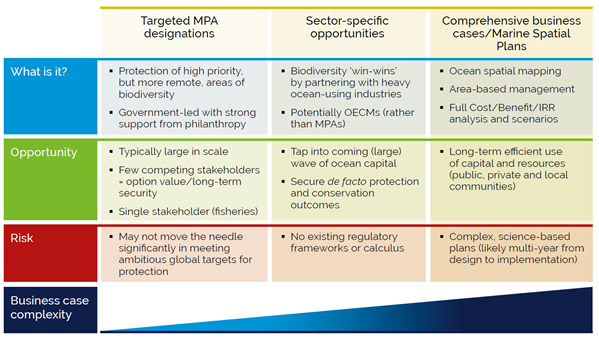 Targeted MPA
designations
Sector-specific
opportunities
Comprehensive business
cases/Marine Spatial
Plans
What is it?
▪ Protection of high priority,
but more remote, areas of
biodiversity
▪ Government-led with strong
support from philanthropy
▪ Biodiversity ‘win-wins’
by partnering with heavy
ocean-using industries
▪ Potentially OECMs (rather
than MPAs)
▪ Ocean spatial mapping
▪ Area-based management
▪ Full Cost/Benefit/IRR
analysis and scenarios
Opportunity
▪ Typically large in scale
▪ Few competing stakeholders
= option value/long-term
security
▪ Single stakeholder (fisheries)
▪ Tap into coming (large)
wave of ocean capital
▪ Secure de facto protection
and conservation
outcomes
▪ Long-term efficient use
of capital and resources
(public, private and local
communities)
Risk
▪ May not move the needle
significantly in meeting
ambitious global targets for
protection
▪ No existing regulatory
frameworks or calculus
▪ Complex, science-based
plans (likely multi-year from
design to implementation)
Business case
complexity